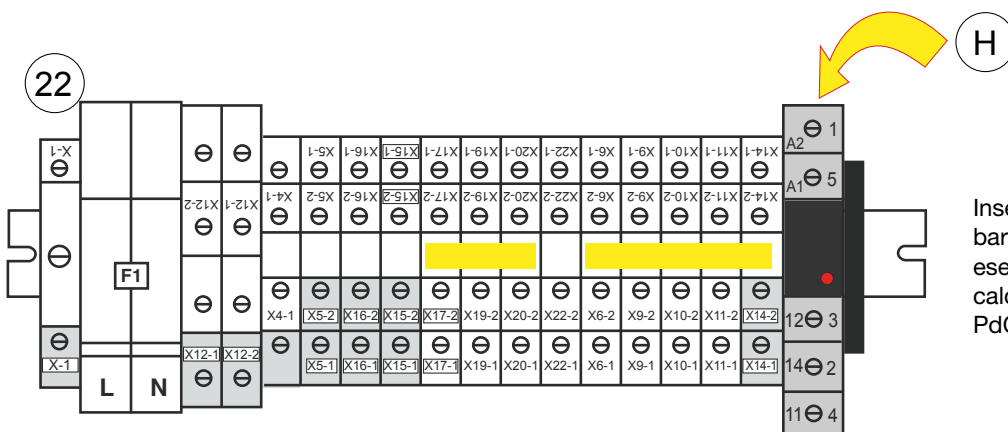 H
22
X-1 X5-1 X16-1 X15-1 X17-1 X19-1 X20-1 X22-1 X6-1 X9-1 X10-1 X11-1 X14-1
A2 1
A1 5
X12-2 X12-1 X4-1 X5-2 X16-2 X15-2 X17-2 X19-2 X20-2 X22-2 X6-2 X9-2 X10-2 X11-2 X14-2
F1
X4-1 X5-2 X16-2 X15-2 X17-2 X19-2 X20-2 X22-2 X6-2 X9-2 X10-2 X11-2 X14-2
12 3
X-1 X12-1 X12-2 X5-1 X16-1 X15-1 X17-1 X19-1 X20-1 X22-1 X6-1 X9-1 X10-1 X11-1 X14-1
14 2
L N
11 4
Inse
bar
ese
calc